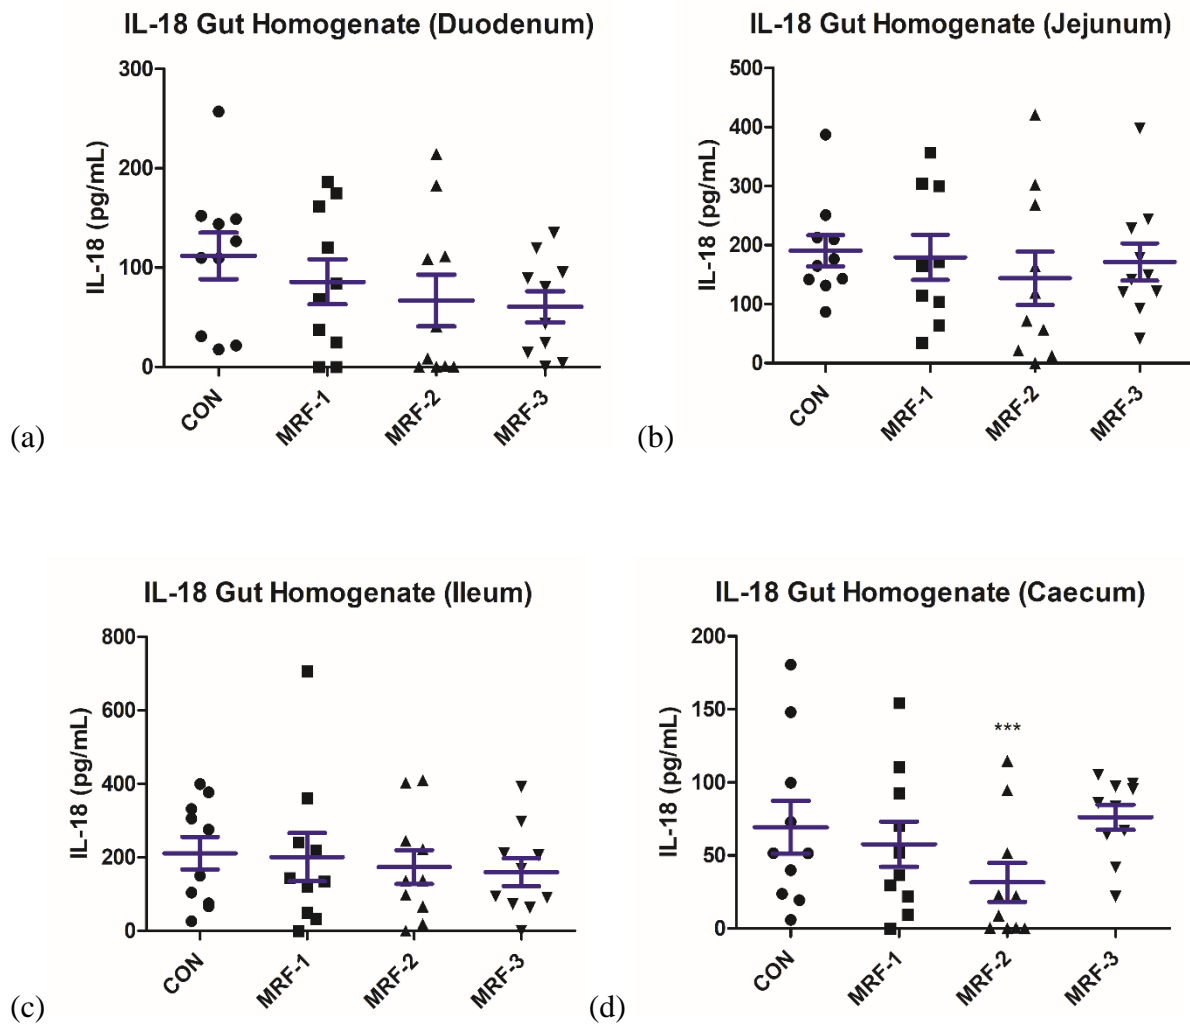 IL-18 Gut Homogenate (Duodenum)
300
200
100
0
IL-18 (pg/mL)
CON
MRF-1
MRF-2
MRF-3
(a)
IL-18 Gut Homogenate (Jejunum)
500
400
300
200
100
0
IL-18 (pg/mL)
CON
MRF-1
MRF-2
MRF-3
(b)
IL-18 Gut Homogenate (Ileum)
800
600
400
200
0
IL-18 (pg/mL)
CON
MRF-1
MRF-2
MRF-3
(c)
IL-18 Gut Homogenate (Caecum)
200
150
100
50
0
IL-18 (pg/mL)
***
CON
MRF-1
MRF-2
MRF-3
(d)